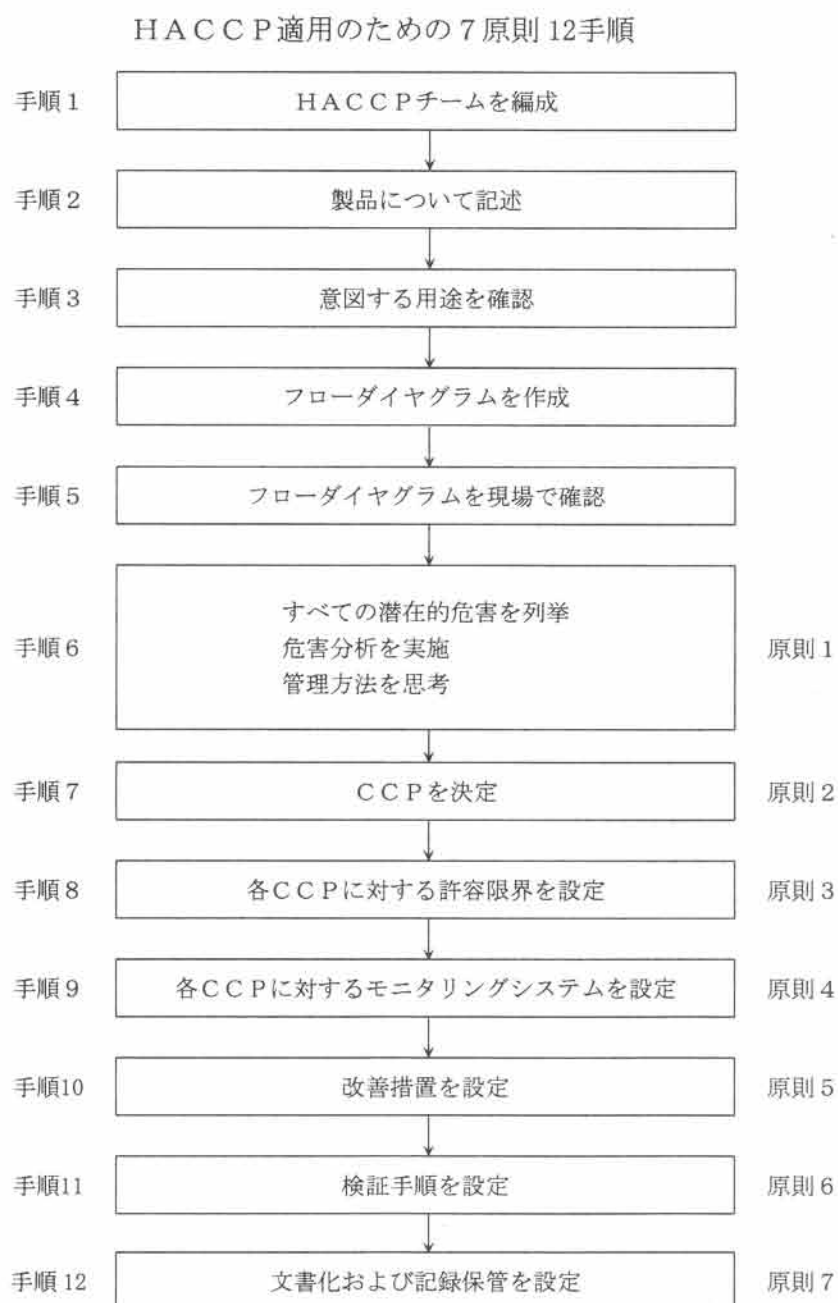 HACCP適用のための7原則12手順
手順1 HACCPチームを編成
手順2 製品について記述
手順3 意図する用途を確認
手順4 フローダイヤグラムを作成
手順5 フローダイヤグラムを現場で確認
すべての潜在的危害を列挙
手順6 危害分析を実施 原則1
管理方法を思考
手順7 CCPを決定 原則2
手順8 各CCPに対する許容限界を設定 原則3
手順9 各CCPに対するモニタリングシステムを設定 原則4
手順10 改善措置を設定 原則5
手順11 検証手順を設定 原則6
手順12 文書化および記録保管を設定 原則7